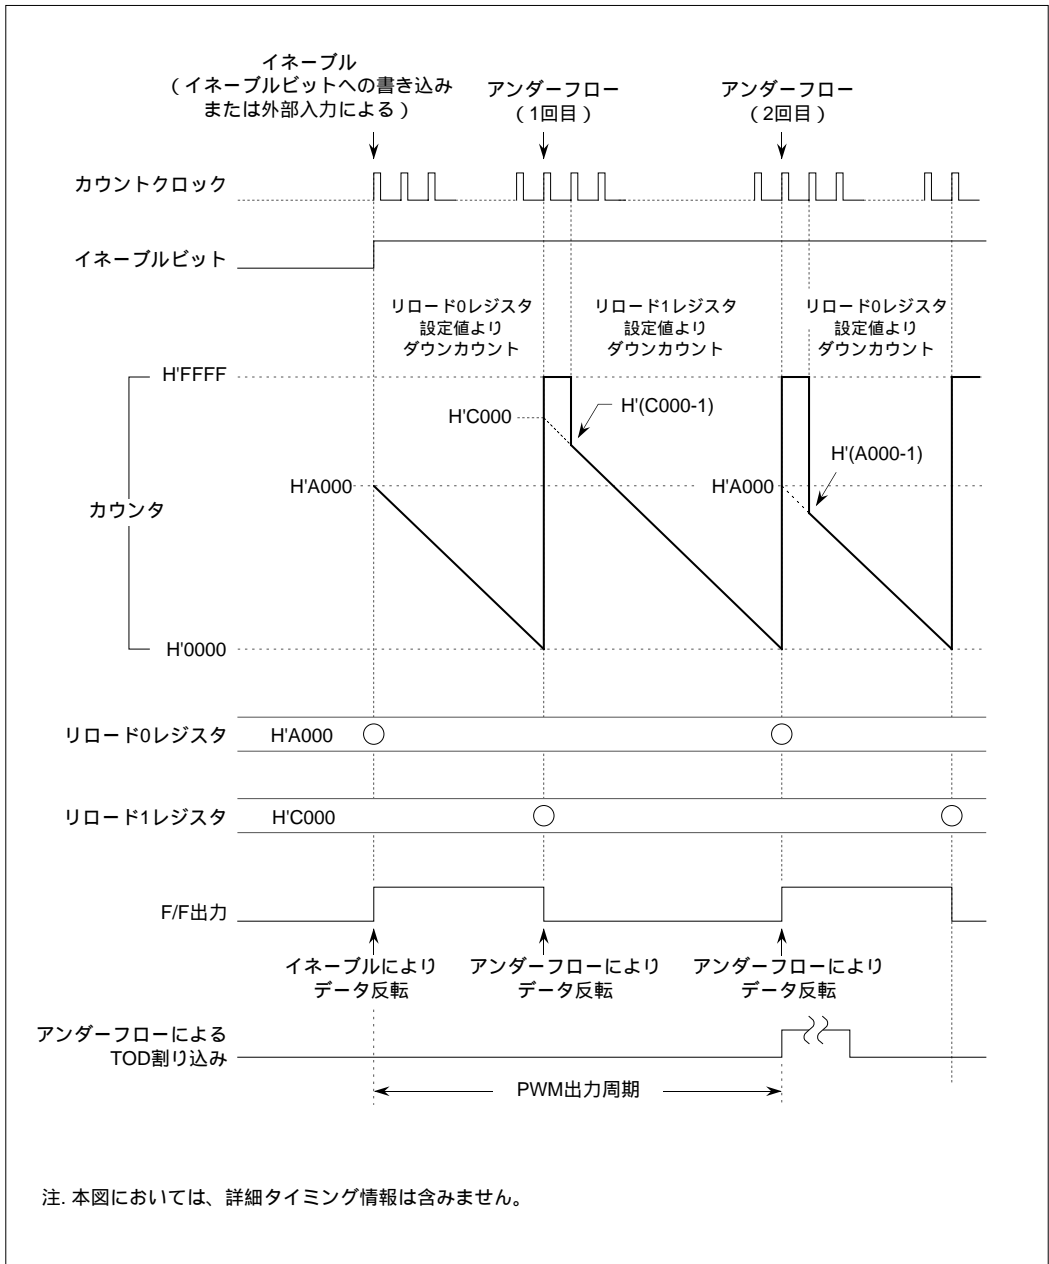 イネーブル
（イネーブルビットへの書き込み
または外部入力による）
アンダーフロー
（1回目）
アンダーフロー
（2回目）
カウントクロック
イネーブルビット
リロード0レジスタ
設定値より
ダウンカウント
リロード1レジスタ
設定値より
ダウンカウント
リロード0レジスタ
設定値より
ダウンカウント
H'FFFF
H'C000
H'(C000-1)
H'A000
H'A000
H'(A000-1)
カウンタ
H'0000
リロード0レジスタ H'A000
リロード1レジスタ H'C000
F/F出力
イネーブルにより
データ反転
アンダーフローにより
データ反転
アンダーフローにより
データ反転
アンダーフローによる
TOD割り込み
PWM出力周期
注. 本図においては、詳細タイミング情報は含みません。